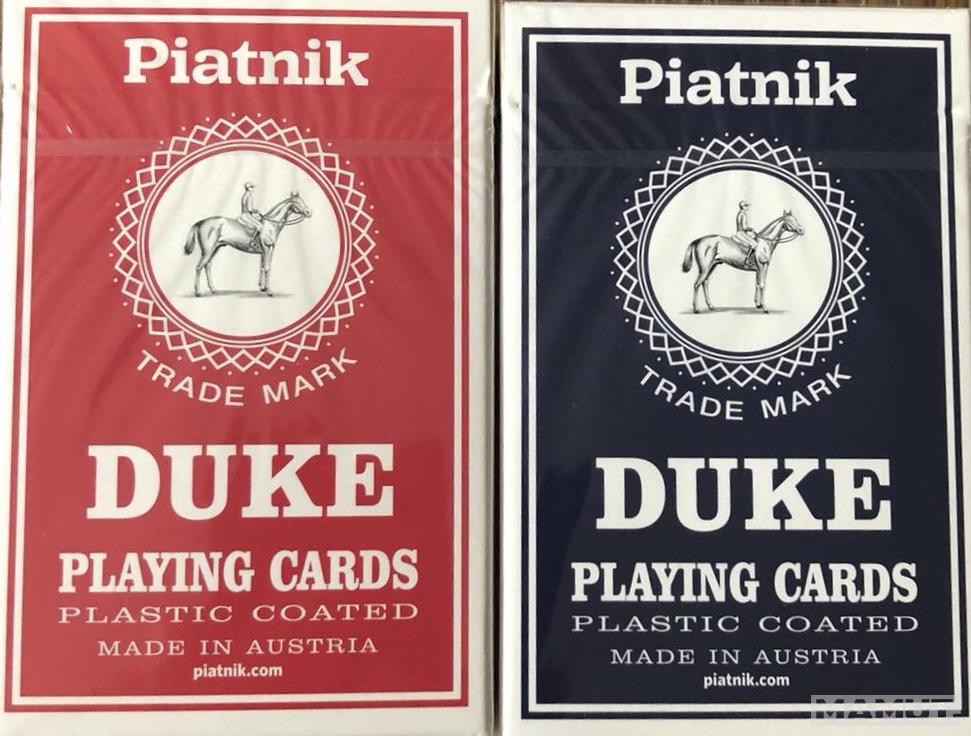 Piatnik
TRADE MARK
DUKE
PLAYING CARDS
PLASTIC COATED
MADE IN AUSTRIA
piatnik.com
Piatnik
TRADE MARK
DUKE
PLAYING CARDS
PLASTIC COATED
MADE IN AUSTRIA
piatnik.com